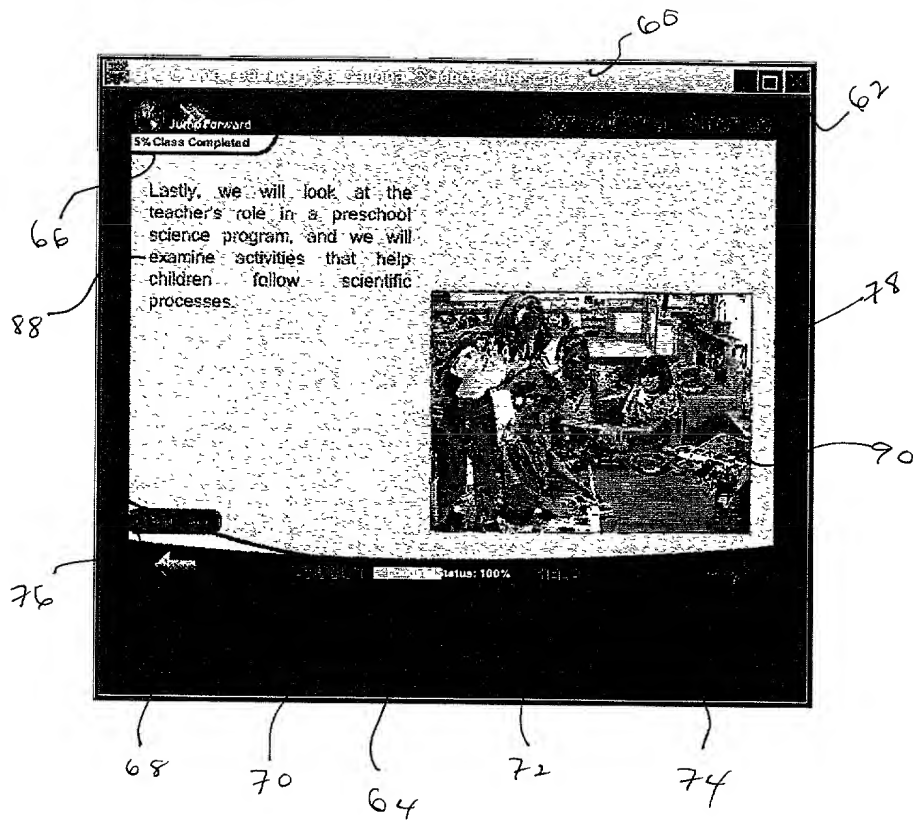 60
62
Jump Forward
5% Class Completed
Lastly, we will look at the
teacher's role in a preschool
science program, and we will
examine activities that help
children follow scientific
processes.
66
88
78
90
76
Status: 100%
68
70
64
72
74